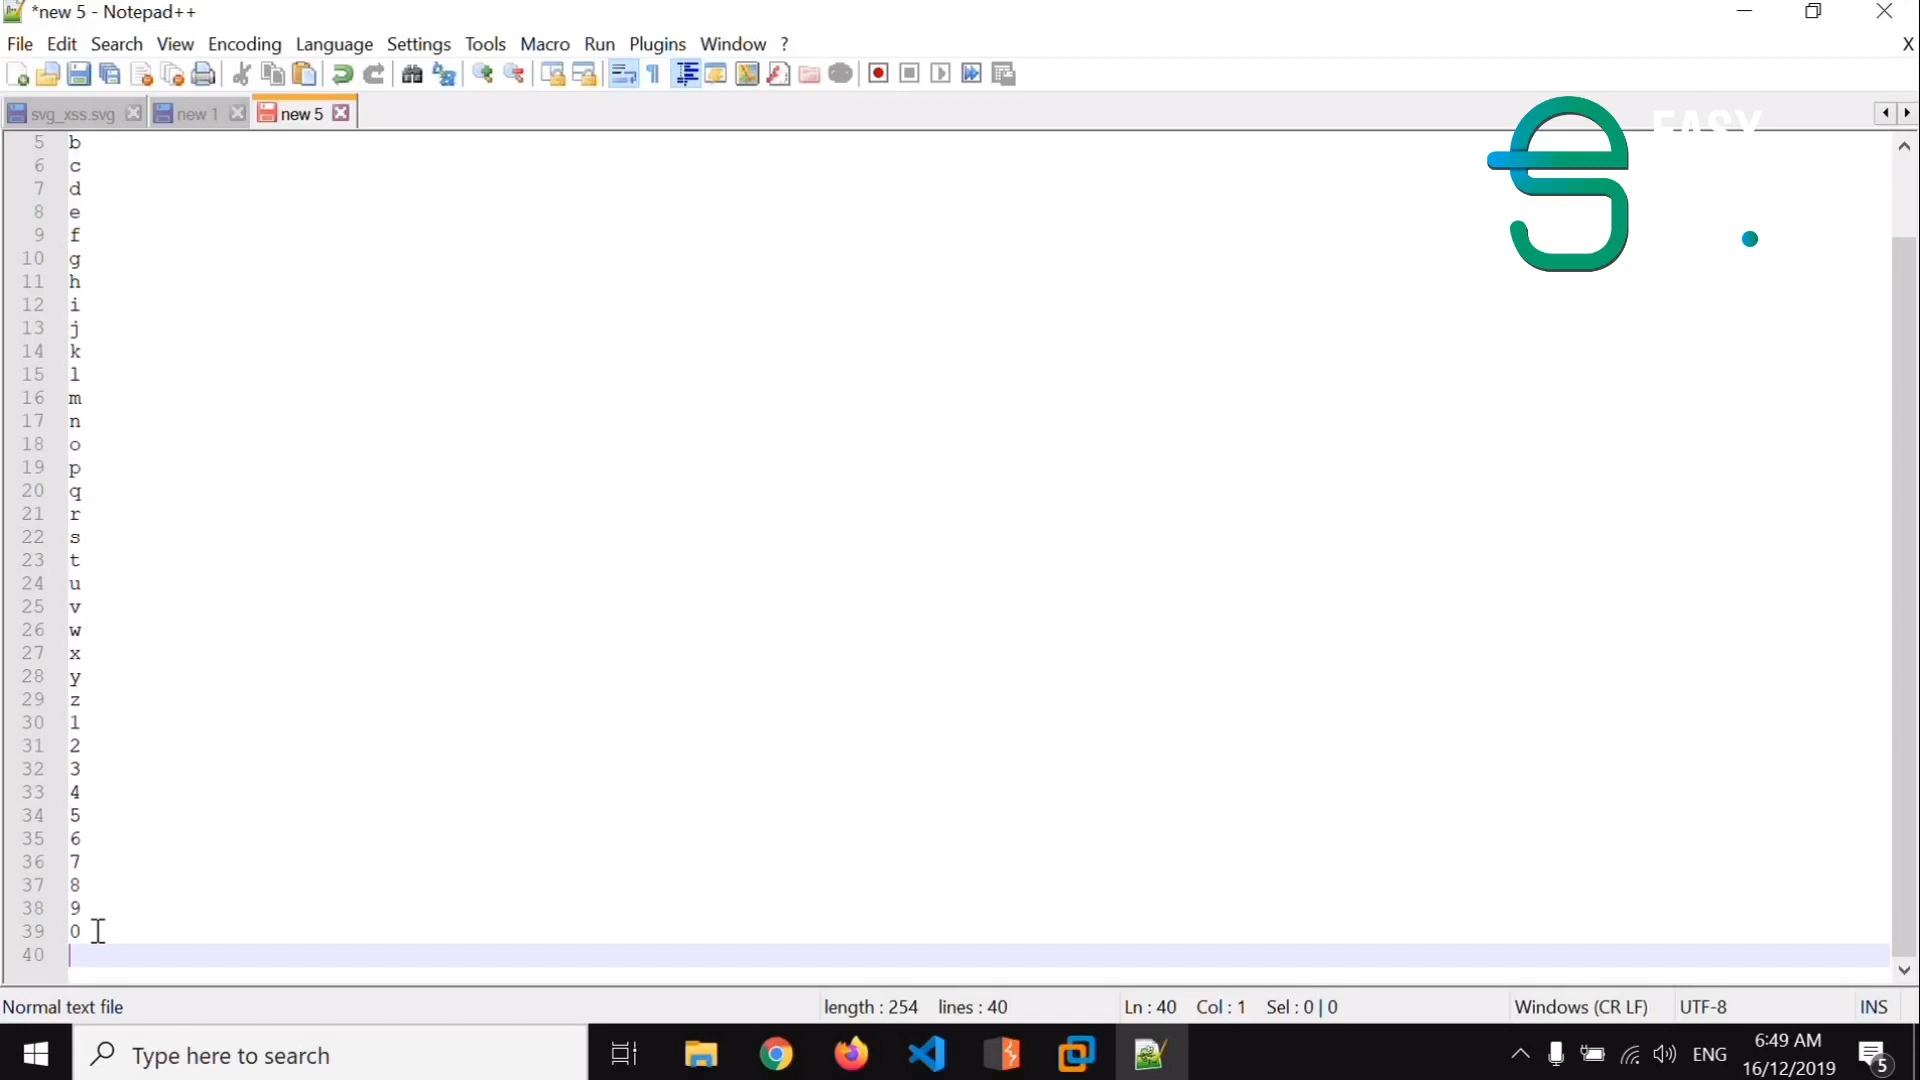 *new 5 - Notepad++
File Edit Search View Encoding Language Settings Tools Macro Run Plugins Window ? X
svg_xss.svg new 1 new 5
EASY
5 b
6 c
7 d
8 e
9 f
10 g
11 h
12 i
13 j
14 k
15 l
16 m
17 n
18 o
19 p
20 q
21 r
22 s
23 t
24 u
25 v
26 w
27 x
28 y
29 z
30 1
31 2
32 3
33 4
34 5
35 6
36 7
37 8
38 9
39 0
40
Normal text file length : 254 lines : 40 Ln : 40 Col : 1 Sel : 0 | 0 Windows (CR LF) UTF-8 INS
Type here to search ENG 6:49 AM 5
16/12/2019